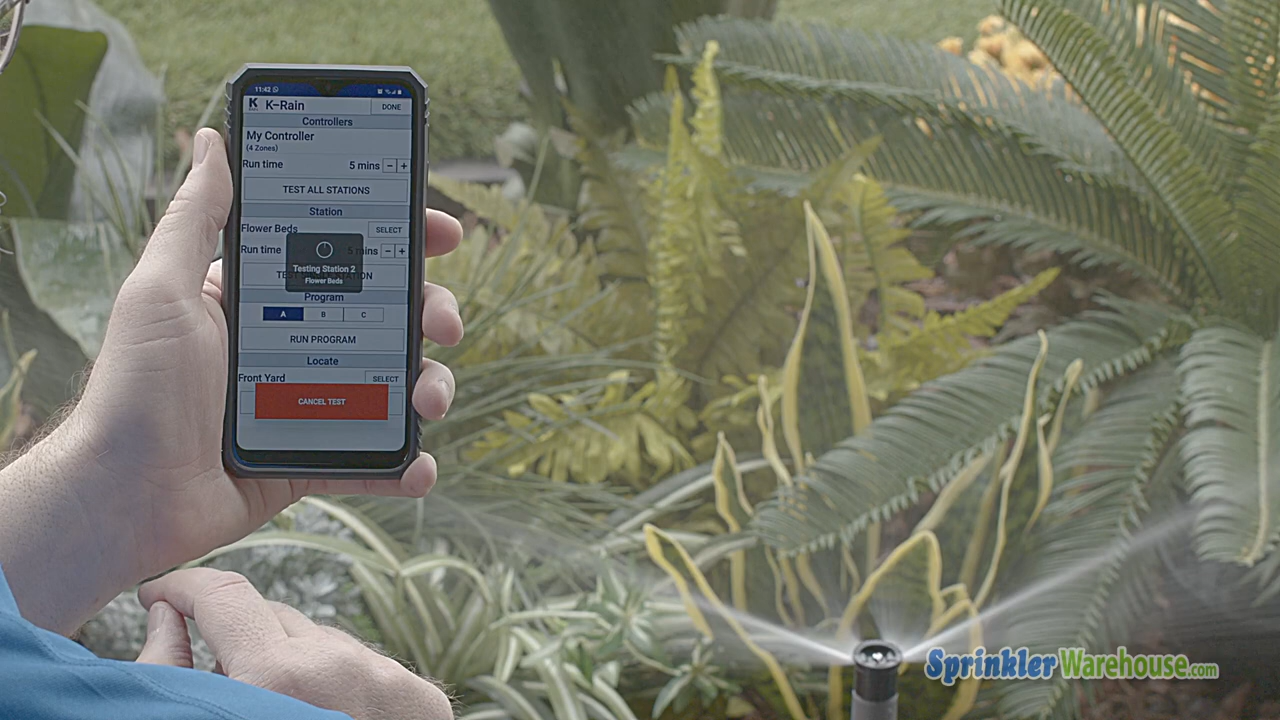 11:42
K K-Rain DONE
Controllers
My Controller
(4 Zones)
Run time 5 mins - +
TEST ALL STATIONS
Station
Flower Beds SELECT
Run time 5 mins - +
Testing Station 2
Flower Beds
Program
A B C
RUN PROGRAM
Locate
Front Yard SELECT
CANCEL TEST
SprinklerWarehouse.com